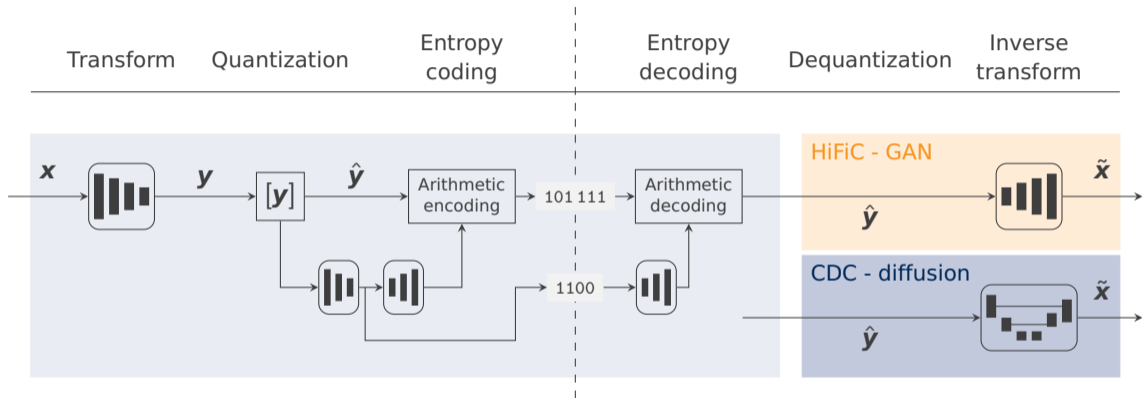 Transform
Quantization
Entropy
coding
Entropy
decoding
Dequantization
Inverse
transform
x
y
[y]
ŷ
Arithmetic
encoding
101 111
Arithmetic
decoding
1100
HiFiC - GAN
ŷ
x̃
CDC - diffusion
ŷ
x̃